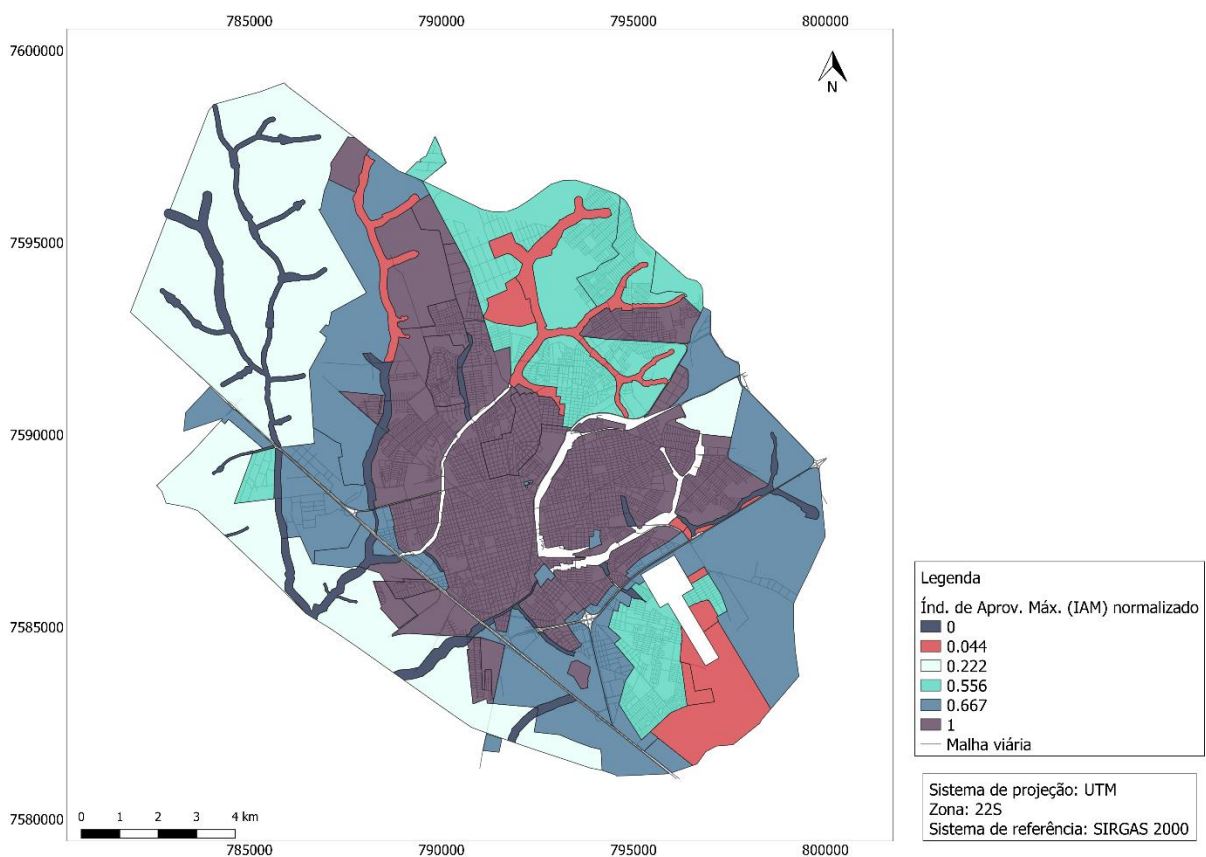 785000 790000 795000 800000
7600000
7595000
7590000
7585000
7580000
N
0 1 2 3 4 km
785000 790000 795000 800000
Legenda
Índ. de Aprov. Máx. (IAM) normalizado
0
0.044
0.222
0.556
0.667
1
Malha viária
Sistema de projeção: UTM
Zona: 22S
Sistema de referência: SIRGAS 2000